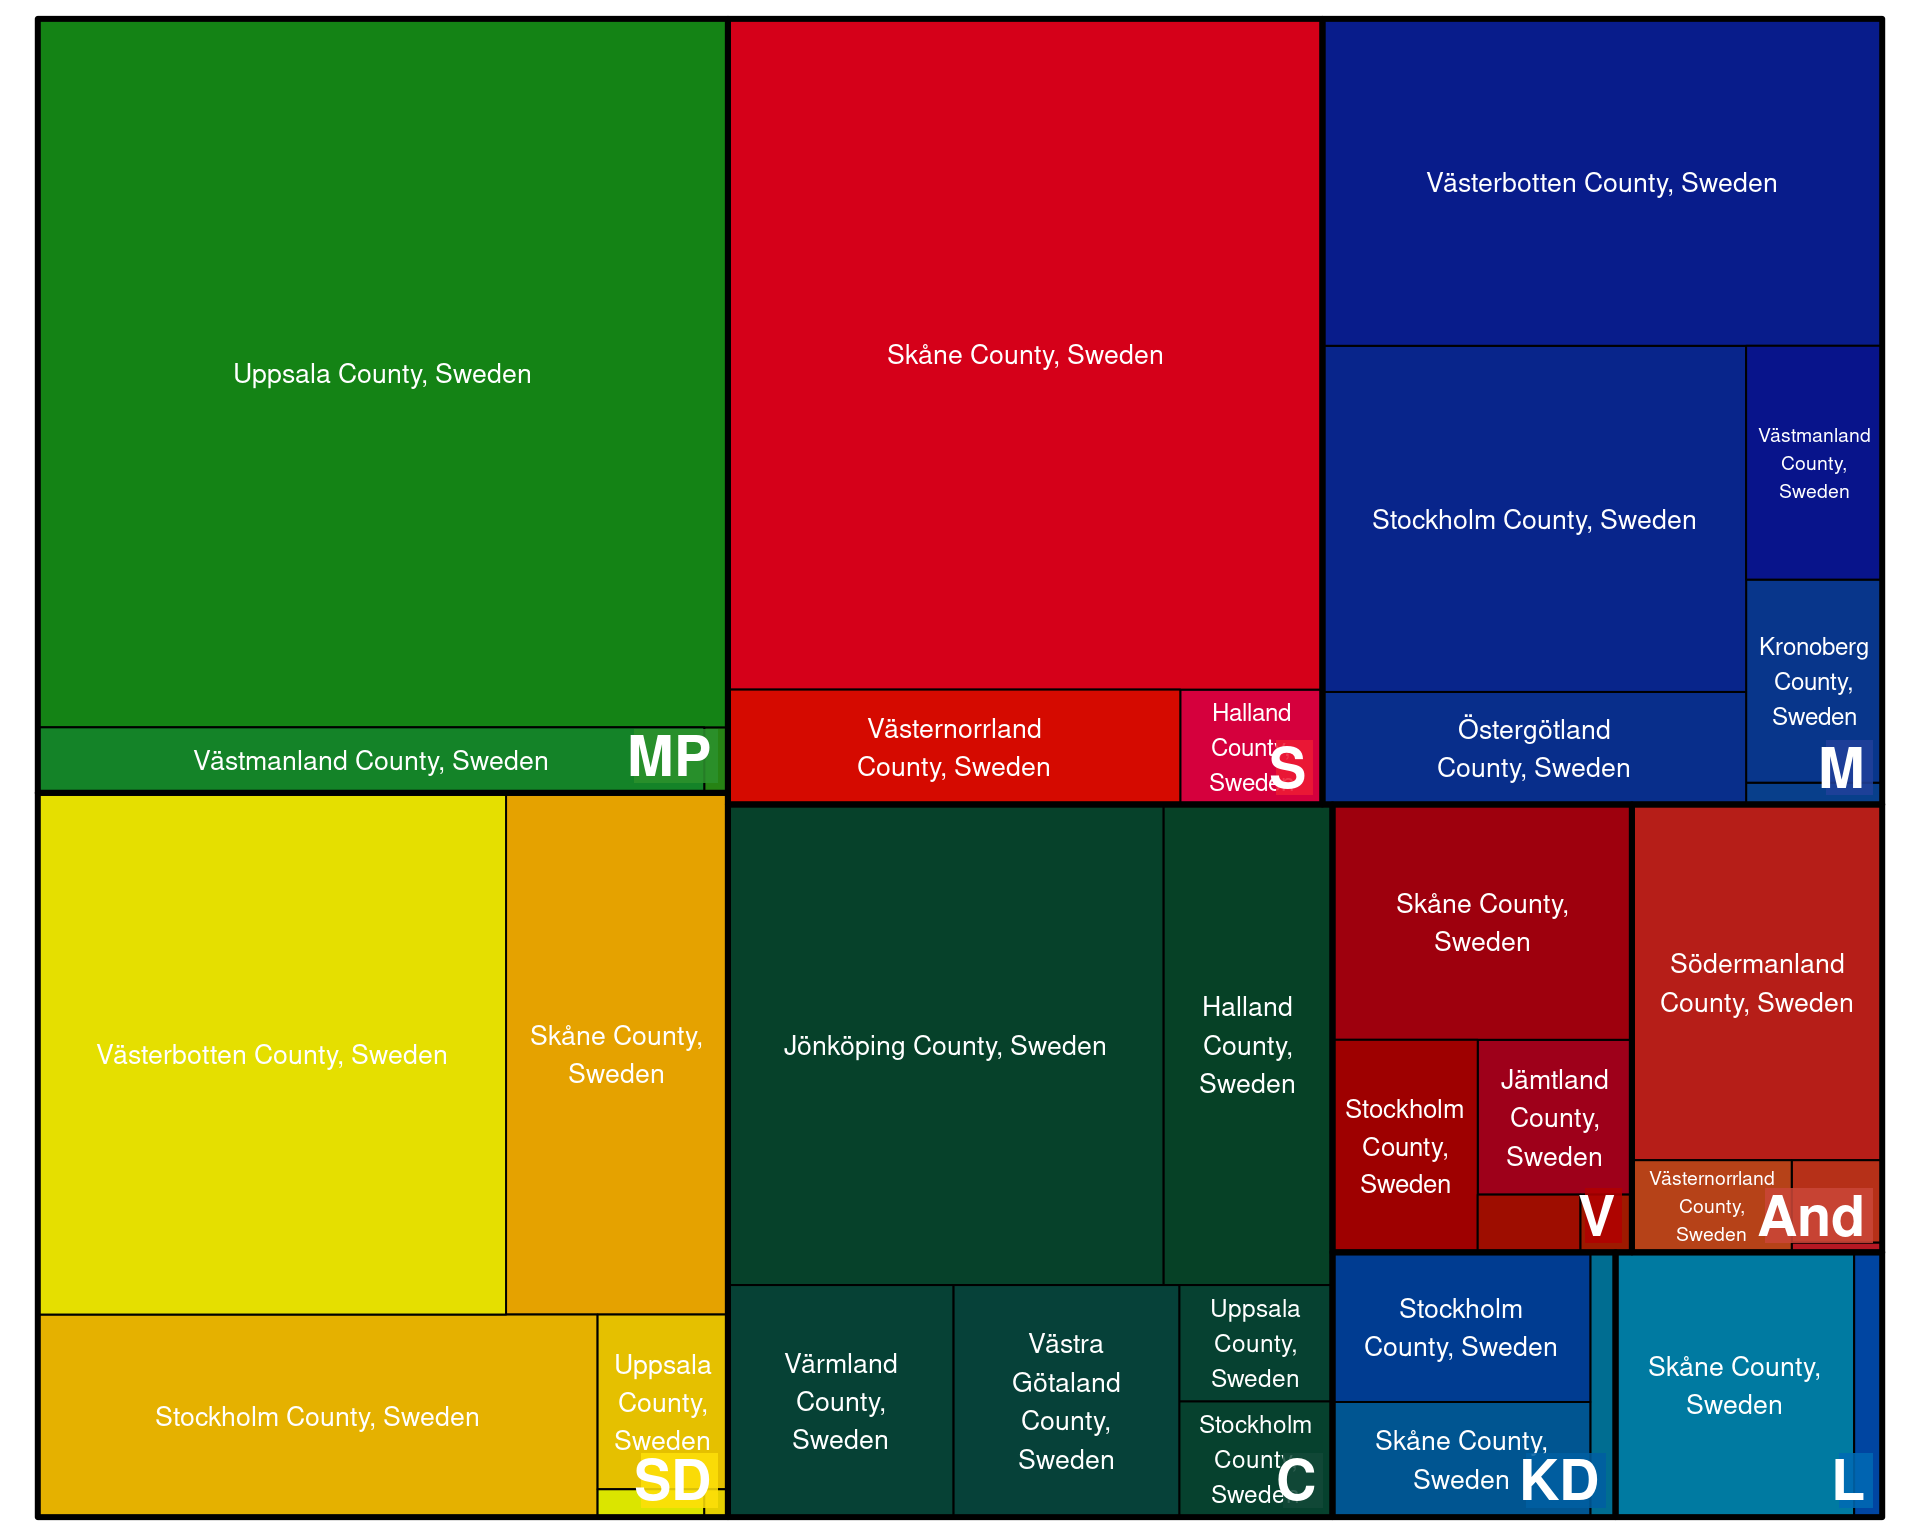 Uppsala County, Sweden
Västmanland County, Sweden
MP
Skåne County, Sweden
Västernorrland
County, Sweden
Halland
County,
Sweden
S
Västerbotten County, Sweden
Stockholm County, Sweden
Västmanland
County,
Sweden
Kronoberg
County,
Sweden
Östergötland
County, Sweden
M
Västerbotten County, Sweden
Skåne County,
Sweden
Stockholm County, Sweden
Uppsala
County,
Sweden
SD
Jönköping County, Sweden
Halland
County,
Sweden
Värmland
County,
Sweden
Västra
Götaland
County,
Sweden
Uppsala
County,
Sweden
Stockholm
County,
Sweden
C
Skåne County,
Sweden
Stockholm
County,
Sweden
Jämtland
County,
Sweden
V
Södermanland
County, Sweden
Västernorrland
County,
Sweden
And
Stockholm
County, Sweden
Skåne County,
Sweden
KD
Skåne County,
Sweden
L